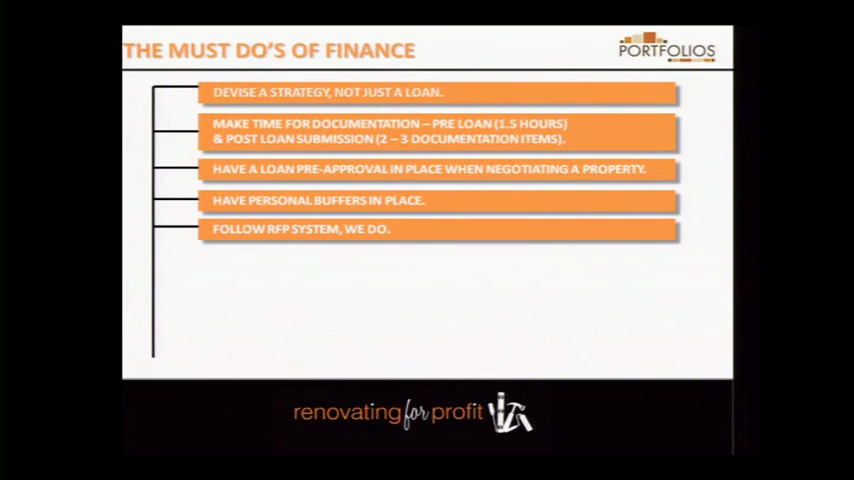 THE MUST DO'S OF FINANCE
PORTFOLIOS
DEVISE A STRATEGY, NOT JUST A LOAN.
MAKE TIME FOR DOCUMENTATION – PRE LOAN (1.5 HOURS)
& POST LOAN SUBMISSION (2 – 3 DOCUMENTATION ITEMS).
HAVE A LOAN PRE-APPROVAL IN PLACE WHEN NEGOTIATING A PROPERTY.
HAVE PERSONAL BUFFERS IN PLACE.
FOLLOW RFP SYSTEM, WE DO.
renovating for profit